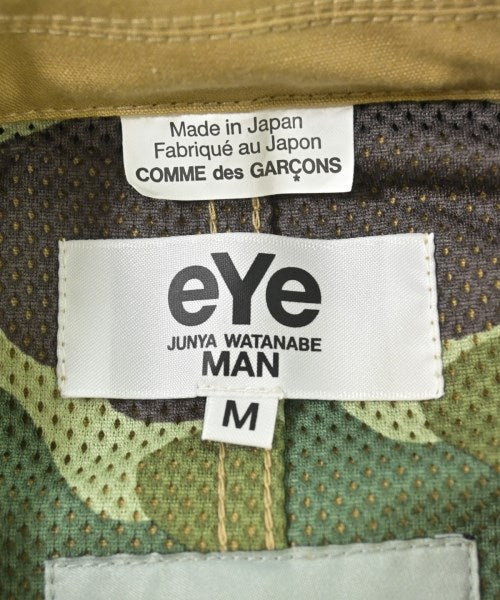 Made in Japan
Fabriqué au Japon
COMME des GARÇONS
eYe
JUNYA WATANABE
MAN
M